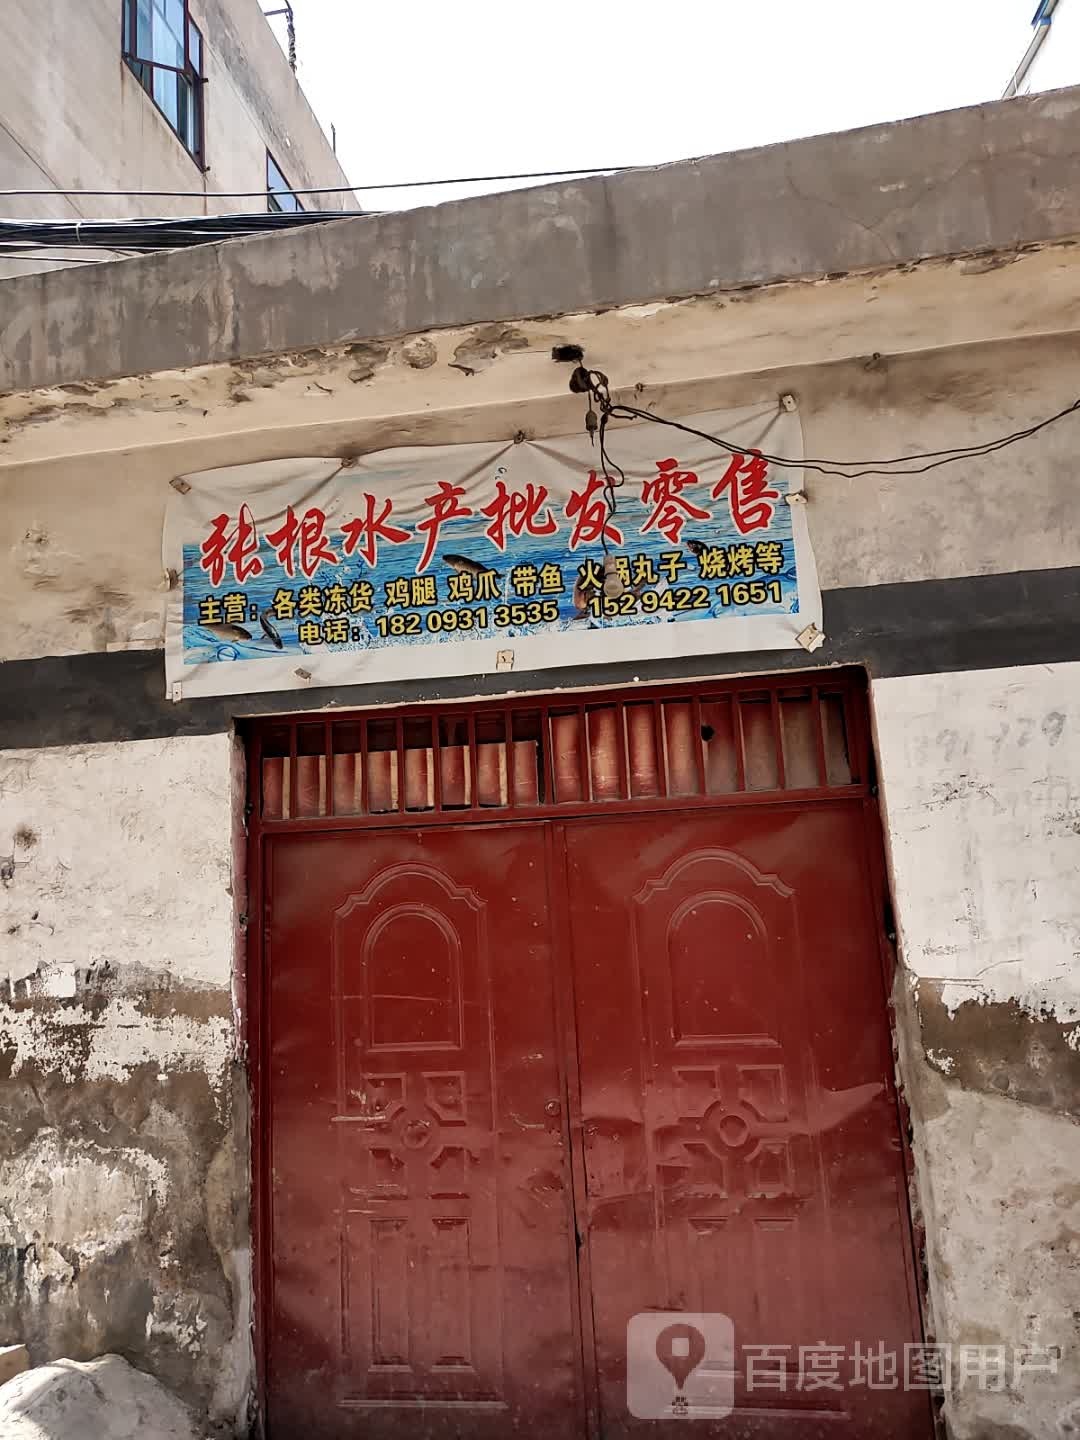 张根水产批发零售
主营：各类冻货 鸡腿 鸡爪 带鱼 火锅丸子 烧烤等
电话：182 0931 3535 152 9422 1651
百度地图用户